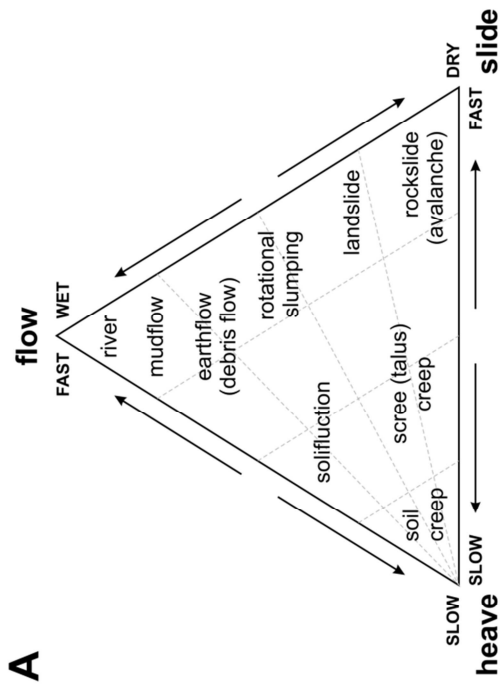 A
flow
FAST WET
river
mudflow
earthflow
(debris flow)
rotational
slumping
solifluction
landslide
scree (talus)
creep
rockslide
(avalanche)
soil
creep
SLOW
DRY
SLOW
FAST
heave
slide